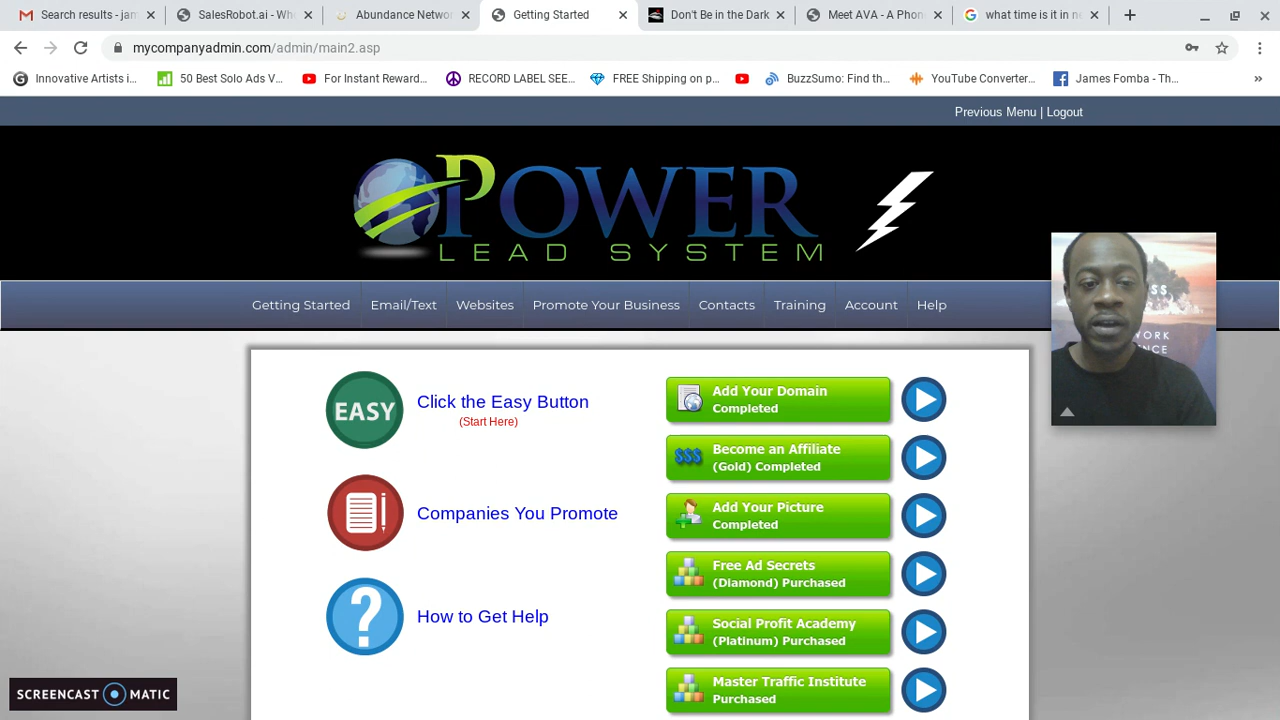 Search results - jam
SalesRobot.ai - Whe
Abundance Networ
Getting Started
Don't Be in the Dark
Meet AVA - A Phon
what time is it in ne
mycompanyadmin.com/admin/main2.asp
Innovative Artists i...
50 Best Solo Ads V...
For Instant Reward...
RECORD LABEL SEE...
FREE Shipping on p...
BuzzSumo: Find th...
YouTube Converter...
James Fomba - Th...
Previous Menu | Logout
POWER
LEAD SYSTEM
Getting Started
Email/Text
Websites
Promote Your Business
Contacts
Training
Account
Help
EASY
Click the Easy Button
(Start Here)
Companies You Promote
?
How to Get Help
Add Your Domain
Completed
$$$
Become an Affiliate
(Gold) Completed
Add Your Picture
Completed
Free Ad Secrets
(Diamond) Purchased
Social Profit Academy
(Platinum) Purchased
Master Traffic Institute
Purchased
SCREENCAST MATIC